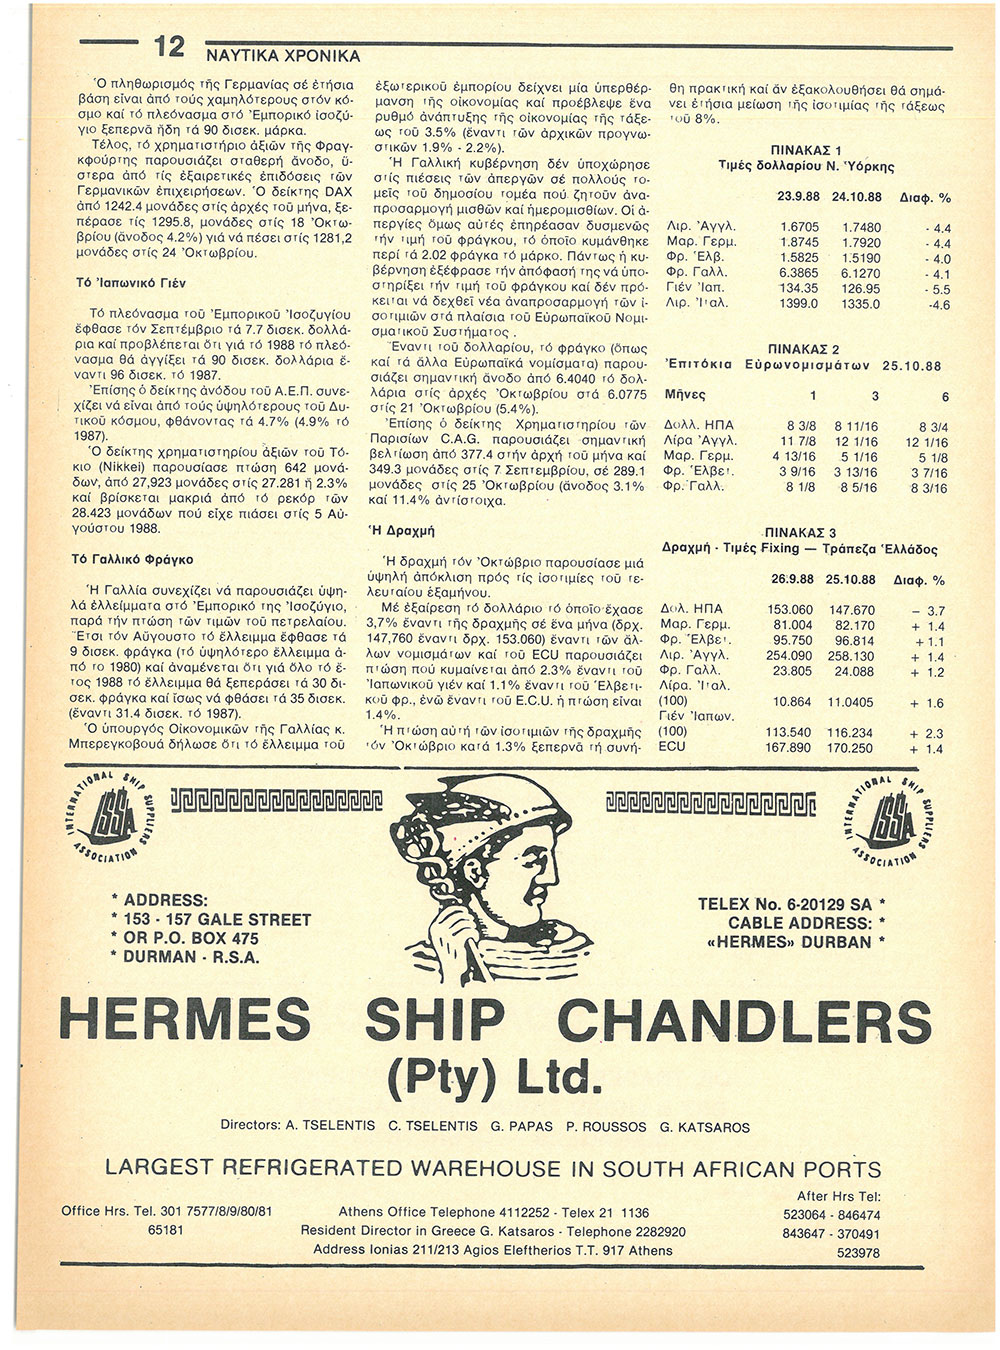 12 ΝΑΥΤΙΚΑ ΧΡΟΝΙΚΑ
Ὁ πληθωρισμός τῆς Γερμανίας σέ ἐτήσια
βάση εἶναι ἀπό τούς χαμηλότερους στόν κό-
σμο καί τό πλεόνασμα στό Ἐμπορικό ἰσοζύ-
γιο ξεπερνᾶ ἤδη τά 90 δισεκ. μάρκα.
Τέλος, τό χρηματιστήριο ἀξιῶν τῆς Φραγ-
κφούρτης παρουσιάζει σταθερή ἄνοδο, ὕ-
στερα ἀπό τίς ἐξαιρετικές ἐπιδόσεις τῶν
Γερμανικῶν ἐπιχειρήσεων. Ὁ δείκτης DAX
ἀπό 1242.4 μονάδες στίς ἀρχές τοῦ μήνα, ξε-
πέρασε τίς 1295.8, μονάδες στίς 18 Ὀκτω-
βρίου (ἄνοδος 4.2%) γιά νά πέσει στίς 1281,2
μονάδες στίς 24 Ὀκτωβρίου.
Τό Ἰαπωνικό Γιέν
Τό πλεόνασμα τοῦ Ἐμπορικοῦ Ἰσοζυγίου
ἔφθασε τόν Σεπτέμβριο τά 7.7 δισεκ. δολλά-
ρια καί προβλέπεται ὅτι γιά τό 1988 τό πλεό-
νασμα θά ἀγγίξει τά 90 δισεκ. δολλάρια ἔ-
ναντι 96 δισεκ. τό 1987.
Ἐπίσης ὁ δείκτης ἀνόδου τοῦ Α.Ε.Π. συνε-
χίζει νά εἶναι ἀπό τούς ὑψηλότερους τοῦ Δυ-
τικοῦ κόσμου, φθάνοντας τά 4.7% (4.9% τό
1987).
Ὁ δείκτης χρηματιστηρίου ἀξιῶν τοῦ Τό-
κιο (Nikkei) παρουσίασε πτώση 642 μονά-
δων, ἀπό 27,923 μονάδες στίς 27.281 ἤ 2.3%
καί βρίσκεται μακριά ἀπό τό ρεκόρ τῶν
28.423 μονάδων πού εἶχε πιάσει στίς 5 Αὐ-
γούστου 1988.
Τό Γαλλικό Φράγκο
Ἡ Γαλλία συνεχίζει νά παρουσιάζει ὑψη-
λά ἐλλείμματα στό Ἐμπορικό της Ἰσοζύγιο,
παρά τήν πτώση τῶν τιμῶν τοῦ πετρελαίου.
Ἔτσι τόν Αὔγουστο τό ἔλλειμμα ἔφθασε τά
9 δισεκ. φράγκα (τό ὑψηλότερο ἔλλειμμα ἀ-
πό το 1980) καί ἀναμένεται ὅτι γιά ὅλο τό ἔ-
τος 1988 τό ἔλλειμμα θά ξεπεράσει τά 30 δι-
σεκ. φράγκα καί ἴσως νά φθάσει τά 35 δισεκ.
(ἔναντι 31.4 δισεκ. τό 1987).
Ὁ ὑπουργός Οἰκονομικῶν τῆς Γαλλίας κ.
Μπερεγκοβουά δήλωσε ὅτι τό ἔλλειμμα τοῦ
ἐξωτερικοῦ ἐμπορίου δείχνει μία ὑπερθέρ-
μανση τῆς οἰκονομίας καί προέβλεψε ἕνα
ρυθμό ἀνάπτυξης τῆς οἰκονομίας τῆς τάξε-
ως τοῦ 3.5% (ἔναντι τῶν ἀρχικῶν προγνω-
στικῶν 1.9% - 2.2%).
Ἡ Γαλλική κυβέρνηση δέν ὑποχώρησε
στίς πιέσεις τῶν ἀπεργῶν σέ πολλούς το-
μεῖς τοῦ δημοσίου τομέα πού ζητοῦν ἀνα-
προσαρμογή μισθῶν καί ἡμερομισθίων. Οἱ ἀ-
περγίες ὅμως αὐτές ἐπηρέασαν δυσμενῶς
τήν τιμή τοῦ φράγκου, τό ὁποῖο κυμάνθηκε
περί τά 2.02 φράγκα τό μάρκο. Πάντως ἡ κυ-
βέρνηση ἐξέφρασε τήν ἀπόφασή της νά ὑπο-
στηρίξει τήν τιμή τοῦ φράγκου καί δέν πρό-
κειται νά δεχθεῖ νέα ἀναπροσαρμογή τῶν ἰ-
σοτιμιῶν στά πλαίσια τοῦ Εὐρωπαϊκοῦ Νομι-
σματικοῦ Συστήματος .
Ἔναντι τοῦ δολλαρίου, τό φράγκο (ὅπως
καί τά ἄλλα Εὐρωπαϊκά νομίσματα) παρου-
σιάζει σημαντική ἄνοδο ἀπό 6.4040 τό δολ-
λάρια στίς ἀρχές Ὀκτωβρίου στά 6.0775
στίς 21 Ὀκτωβρίου (5.4%).
Ἐπίσης ὁ δείκτης Χρηματιστηρίου τῶν
Παρισίων C.A.G. παρουσιάζει σημαντική
βελτίωση ἀπό 377.4 στήν ἀρχή τοῦ μήνα καί
349.3 μονάδες στίς 7 Σεπτεμβρίου, σέ 289.1
μονάδες στίς 25 Ὀκτωβρίου (ἄνοδος 3.1%
καί 11.4% ἀντίστοιχα.
Ἡ Δραχμή
Ἡ δραχμή τόν Ὀκτώβριο παρουσίασε μιά
ὑψηλή ἀπόκλιση πρός τίς ἰσοτιμίες τοῦ τε-
λευταίου ἑξαμήνου.
Μέ ἐξαίρεση τό δολλάριο τό ὁποῖο ἔχασε
3,7% ἔναντι τῆς δραχμῆς σέ ἕνα μήνα (δρχ.
147,760 ἔναντι δρχ. 153.060) ἔναντι τῶν ἄλ-
λων νομισμάτων καί τοῦ ECU παρουσιάζει
πτώση πού κυμαίνεται ἀπό 2.3% ἔναντι τοῦ
Ἰαπωνικοῦ γιέν καί 1.1% ἔναντι τοῦ Ἑλβετι-
κοῦ φρ., ἐνῶ ἔναντι τοῦ E.C.U. ἡ πτώση εἶναι
1.4%.
Ἡ πτώση αὐτή τῶν ἰσοτιμιῶν τῆς δραχμῆς
τόν Ὀκτώβριο κατά 1.3% ξεπερνᾶ τή συνή-
θη πρακτική καί ἄν ἐξακολουθήσει θά σημά-
νει ἐτήσια μείωση τῆς ἰσοτιμίας τῆς τάξεως
τοῦ 8%.
ΠΙΝΑΚΑΣ 1
Τιμές δολλαρίου Ν. Ὑόρκης
23.9.88 24.10.88 Διαφ. %
Λιρ. Ἀγγλ. 1.6705 1.7480 - 4.4
Μαρ. Γερμ. 1.8745 1.7920 - 4.4
Φρ. Ἑλβ. 1.5825 1.5190 - 4.0
Φρ. Γαλλ. 6.3865 6.1270 - 4.1
Γιέν Ἰαπ. 134.35 126.95 - 5.5
Λιρ. Ἰταλ. 1399.0 1335.0 -4.6
ΠΙΝΑΚΑΣ 2
Ἐπιτόκια Εὐρωνομισμάτων 25.10.88
Μῆνες 1 3 6
Δολλ. ΗΠΑ 8 3/8 8 11/16 8 3/4
Λίρα Ἀγγλ. 11 7/8 12 1/16 12 1/16
Μαρ. Γερμ. 4 13/16 5 1/16 5 1/8
Φρ. Ἑλβετ. 3 9/16 3 13/16 3 7/16
Φρ. Γαλλ. 8 1/8 8 5/16 8 3/16
ΠΙΝΑΚΑΣ 3
Δραχμή - Τιμές Fixing — Τράπεζα Ἑλλάδος
26.9.88 25.10.88 Διαφ. %
Δολ. ΗΠΑ 153.060 147.670 – 3.7
Μαρ. Γερμ. 81.004 82.170 + 1.4
Φρ. Ἑλβετ. 95.750 96.814 +1.1
Λιρ. Ἀγγλ. 254.090 258.130 + 1.4
Φρ. Γαλλ. 23.805 24.088 + 1.2
Λίρα. Ἰταλ.
(100) 10.864 11.0405 + 1.6
Γιέν Ἰαπων.
(100) 113.540 116.234 + 2.3
ECU 167.890 170.250 + 1.4
INTERNATIONAL SHIP SUPPLIERS ASSOCIATION
ISSA
INTERNATIONAL SHIP SUPPLIERS ASSOCIATION
ISSA
* ADDRESS:
* 153 - 157 GALE STREET
* OR P.O. BOX 475
* DURMAN - R.S.A.
TELEX No. 6-20129 SA *
CABLE ADDRESS: *
«HERMES» DURBAN *
HERMES SHIP CHANDLERS
(Pty) Ltd.
Directors: A. TSELENTIS C. TSELENTIS G. PAPAS P. ROUSSOS G. KATSAROS
LARGEST REFRIGERATED WAREHOUSE IN SOUTH AFRICAN PORTS
Office Hrs. Tel. 301 7577/8/9/80/81
65181
Athens Office Telephone 4112252 - Telex 21 1136
Resident Director in Greece G. Katsaros - Telephone 2282920
Address Ionias 211/213 Agios Eleftherios T.T. 917 Athens
After Hrs Tel:
523064 - 846474
843647 - 370491
523978